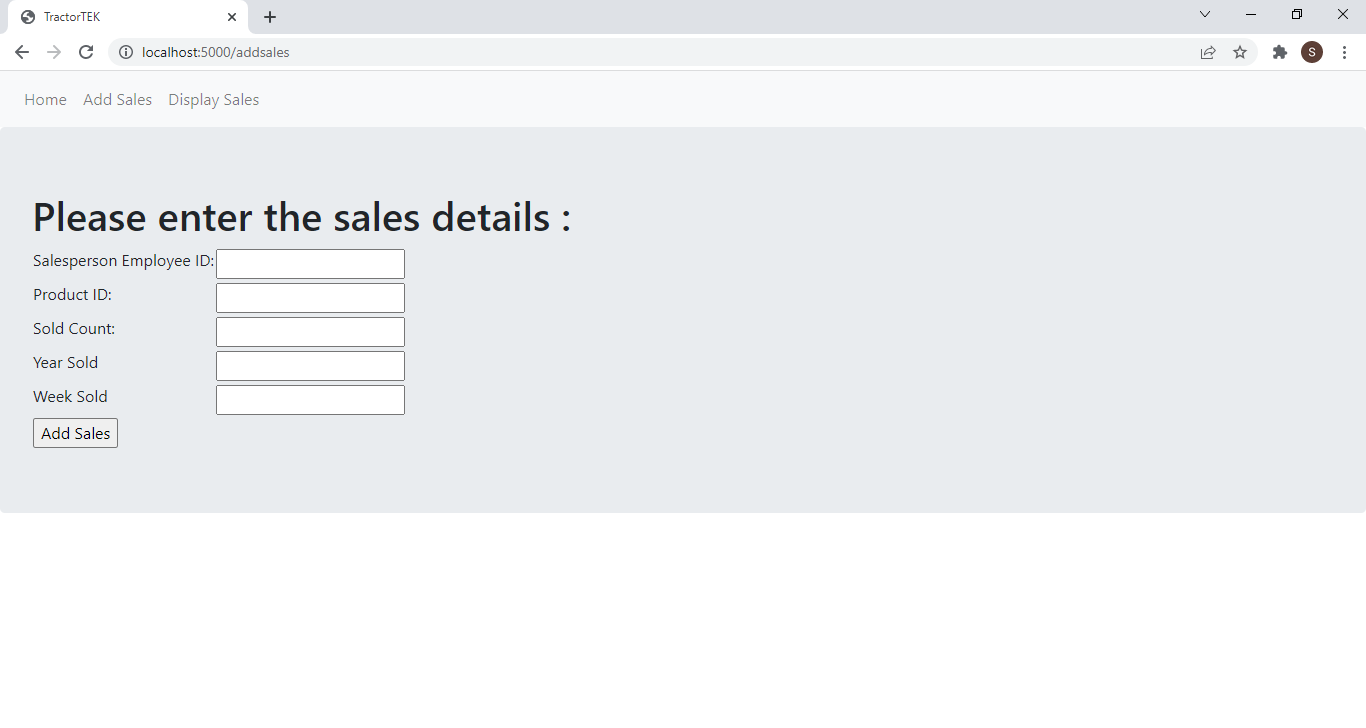 TractorTEK
localhost:5000/addsales
S
Home Add Sales Display Sales
Please enter the sales details :
Salesperson Employee ID:
Product ID:
Sold Count:
Year Sold
Week Sold
Add Sales